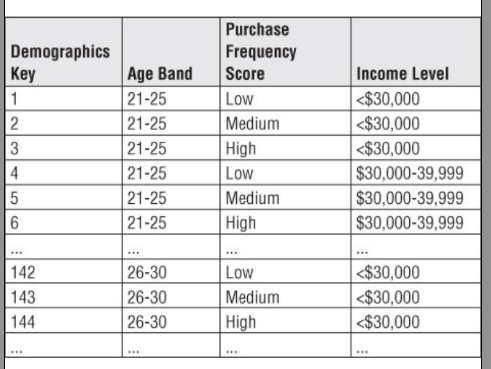 Demographics Key | Age Band | Purchase Frequency Score | Income Level
1 | 21-25 | Low | <$30,000
2 | 21-25 | Medium | <$30,000
3 | 21-25 | High | <$30,000
4 | 21-25 | Low | $30,000-39,999
5 | 21-25 | Medium | $30,000-39,999
6 | 21-25 | High | $30,000-39,999
... | ... | ... | ...
142 | 26-30 | Low | <$30,000
143 | 26-30 | Medium | <$30,000
144 | 26-30 | High | <$30,000
... | ... | ... | ...